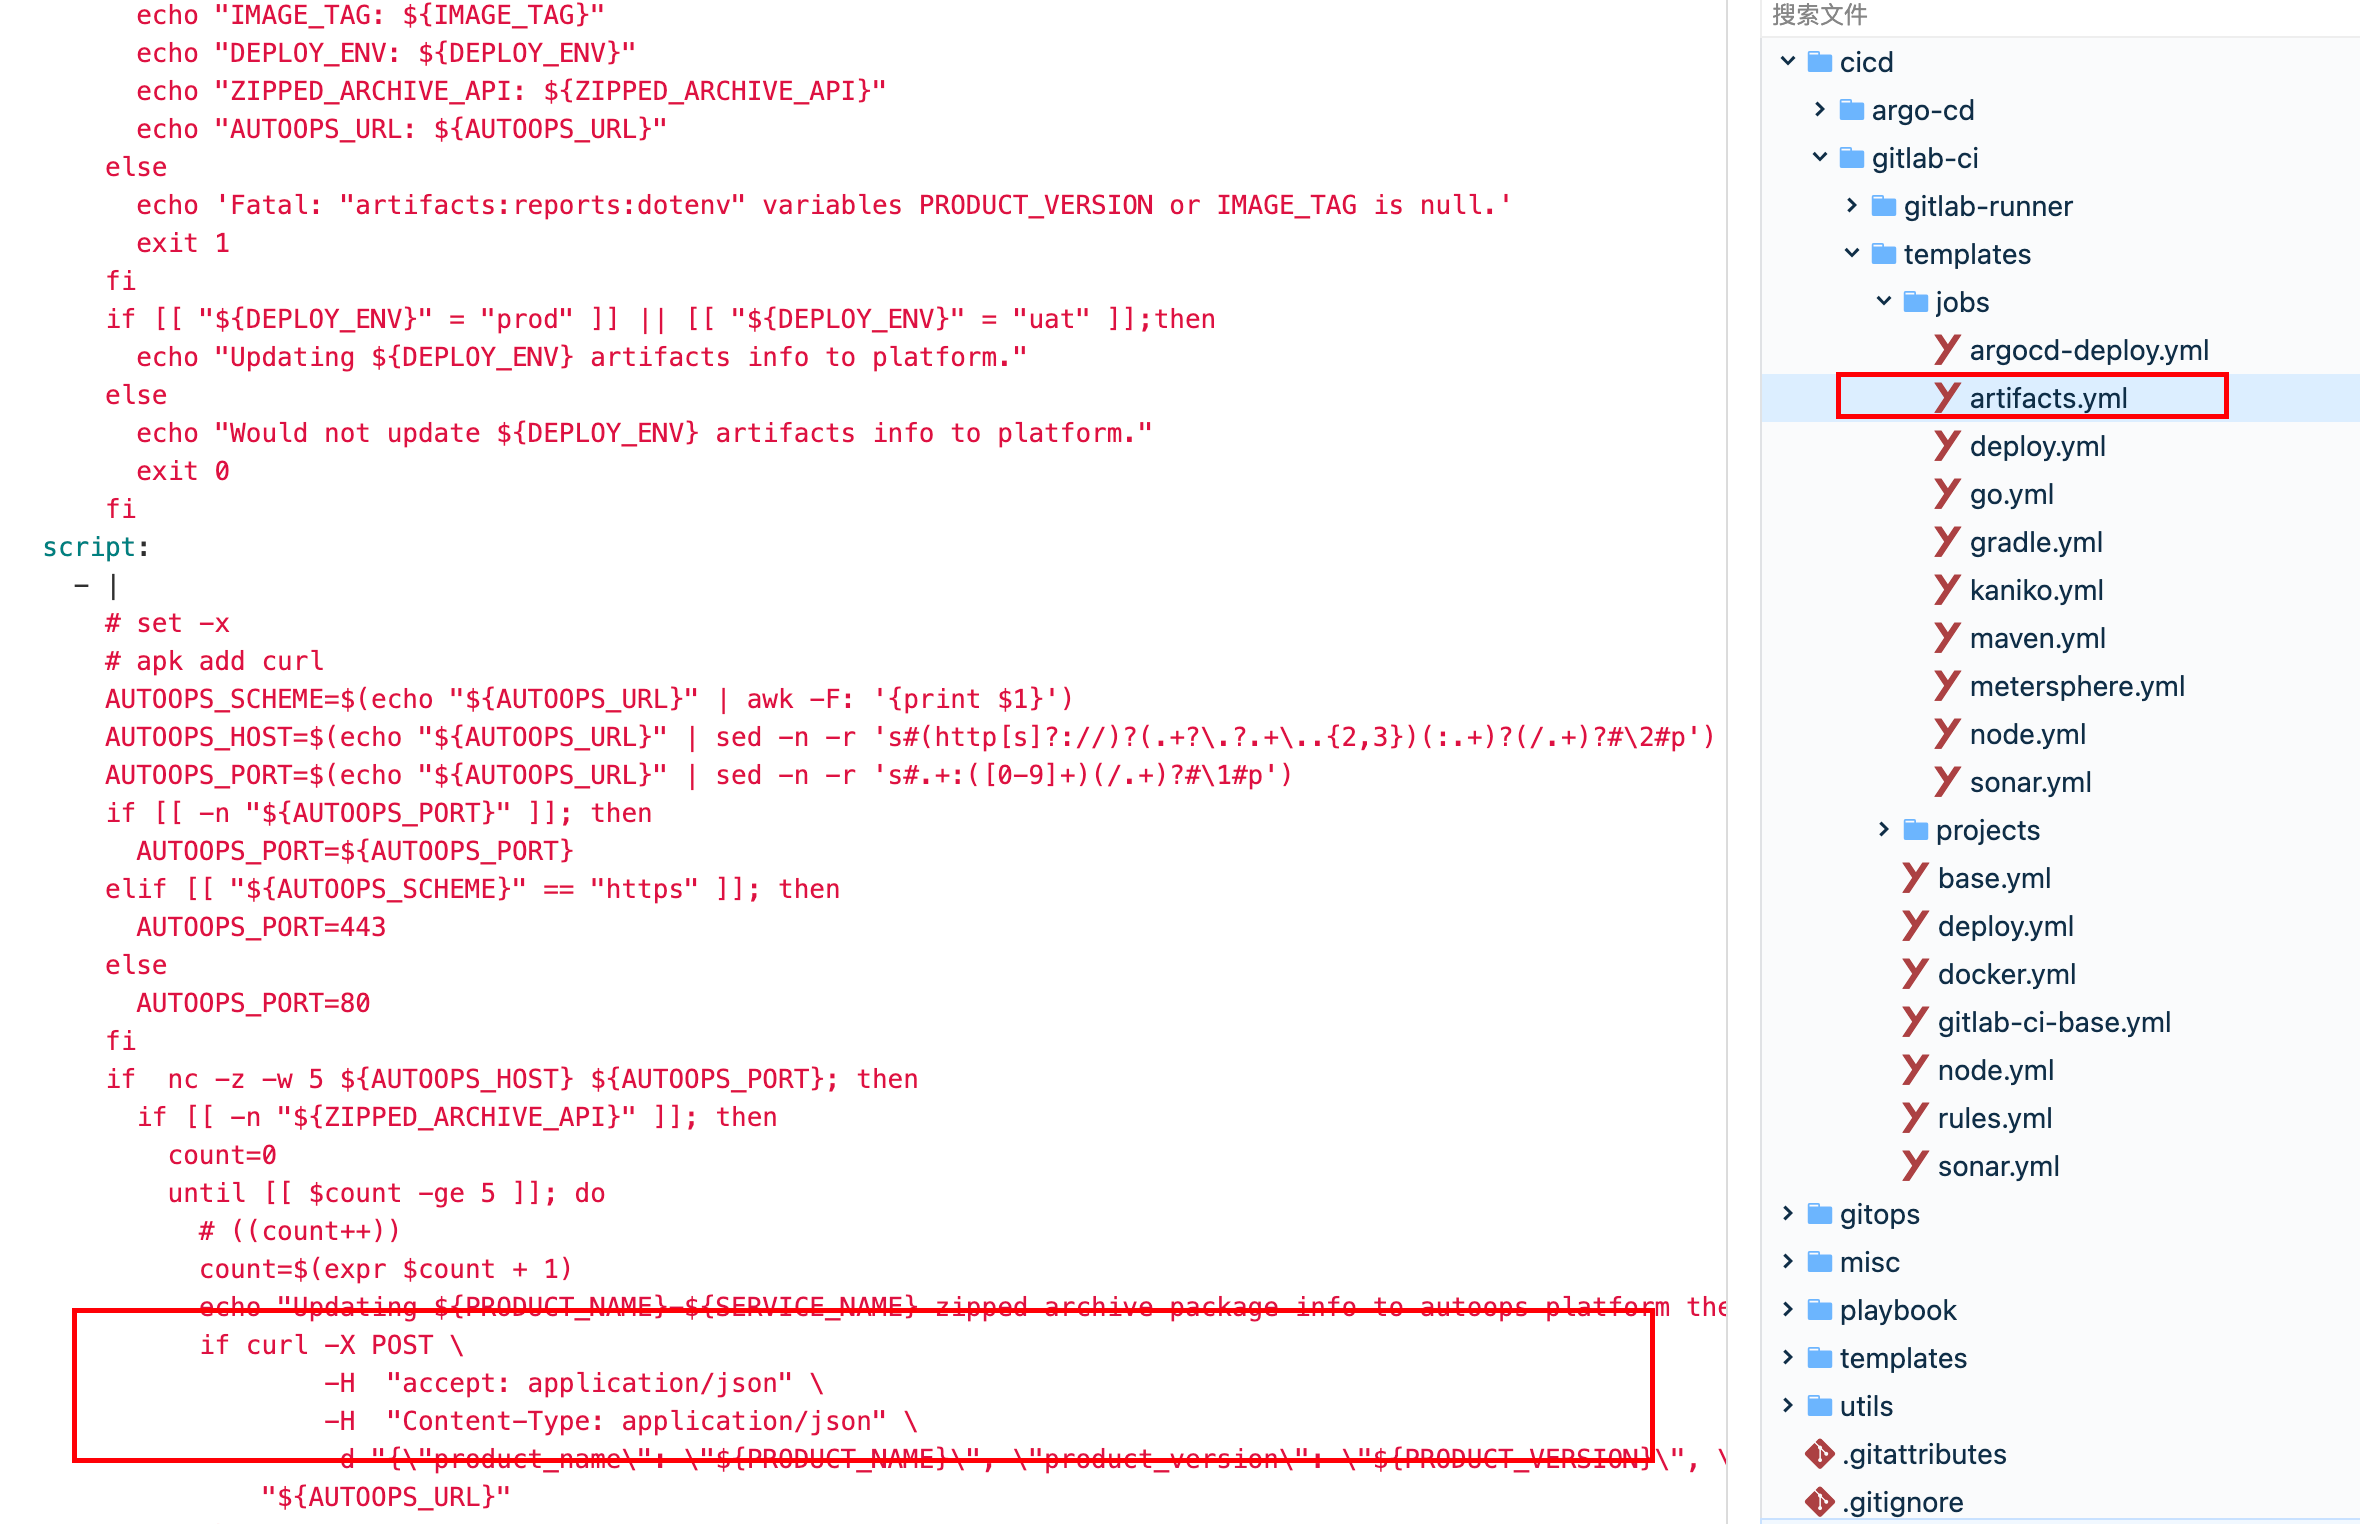 echo "IMAGE_TAG: ${IMAGE_TAG}"
echo "DEPLOY_ENV: ${DEPLOY_ENV}"
echo "ZIPPED_ARCHIVE_API: ${ZIPPED_ARCHIVE_API}"
echo "AUTOOPS_URL: ${AUTOOPS_URL}"
else
echo 'Fatal: "artifacts:reports:dotenv" variables PRODUCT_VERSION or IMAGE_TAG is null.'
exit 1
fi
if [[ "${DEPLOY_ENV}" = "prod" ]] || [[ "${DEPLOY_ENV}" = "uat" ]];then
echo "Updating ${DEPLOY_ENV} artifacts info to platform."
else
echo "Would not update ${DEPLOY_ENV} artifacts info to platform."
exit 0
fi
script:
- |
# set -x
# apk add curl
AUTOOPS_SCHEME=$(echo "${AUTOOPS_URL}" | awk -F: '{print $1}')
AUTOOPS_HOST=$(echo "${AUTOOPS_URL}" | sed -n -r 's#(http[s]?://)?(.+?\.?.+\..{2,3})(:.+)?(/.+)?#\2#p')
AUTOOPS_PORT=$(echo "${AUTOOPS_URL}" | sed -n -r 's#.+:([0-9]+)(/.+)?#\1#p')
if [[ -n "${AUTOOPS_PORT}" ]]; then
AUTOOPS_PORT=${AUTOOPS_PORT}
elif [[ "${AUTOOPS_SCHEME}" == "https" ]]; then
AUTOOPS_PORT=443
else
AUTOOPS_PORT=80
fi
if  nc -z -w 5 ${AUTOOPS_HOST} ${AUTOOPS_PORT}; then
if [[ -n "${ZIPPED_ARCHIVE_API}" ]]; then
count=0
until [[ $count -ge 5 ]]; do
# ((count++))
count=$(expr $count + 1)
echo "Updating ${PRODUCT_NAME}-${SERVICE_NAME} zipped archive package info to autoops platform the
if curl -X POST \
-H  "accept: application/json" \
-H  "Content-Type: application/json" \
-d "{\"product_name\": \"${PRODUCT_NAME}\", \"product_version\": \"${PRODUCT_VERSION}\", \
"${AUTOOPS_URL}"
搜索文件
cicd
argo-cd
gitlab-ci
gitlab-runner
templates
jobs
argocd-deploy.yml
artifacts.yml
deploy.yml
go.yml
gradle.yml
kaniko.yml
maven.yml
metersphere.yml
node.yml
sonar.yml
projects
base.yml
deploy.yml
docker.yml
gitlab-ci-base.yml
node.yml
rules.yml
sonar.yml
gitops
misc
playbook
templates
utils
.gitattributes
.gitignore